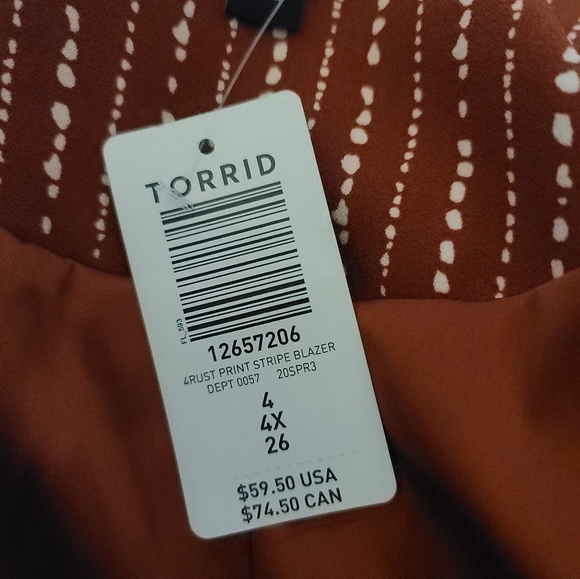 TORRID
FL_593
12657206
4RUST PRINT STRIPE BLAZER
DEPT 0057 20SPR3
4
4X
26
$59.50 USA
$74.50 CAN